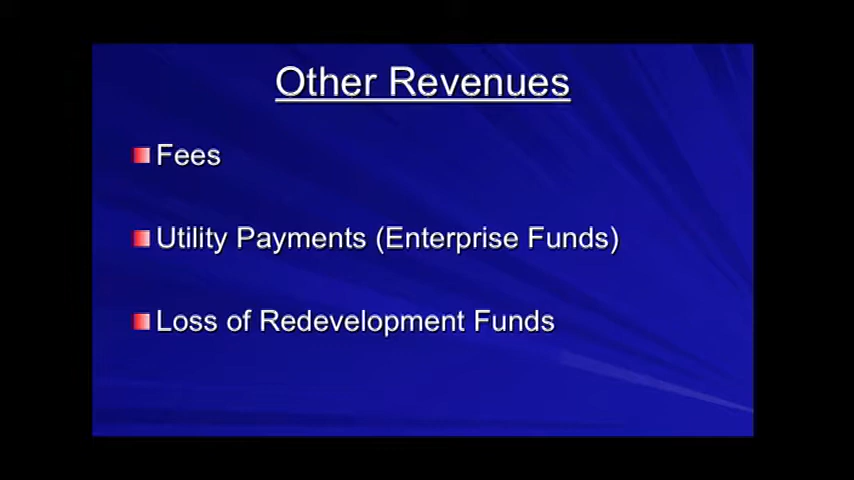 Other Revenues
Fees
Utility Payments (Enterprise Funds)
Loss of Redevelopment Funds